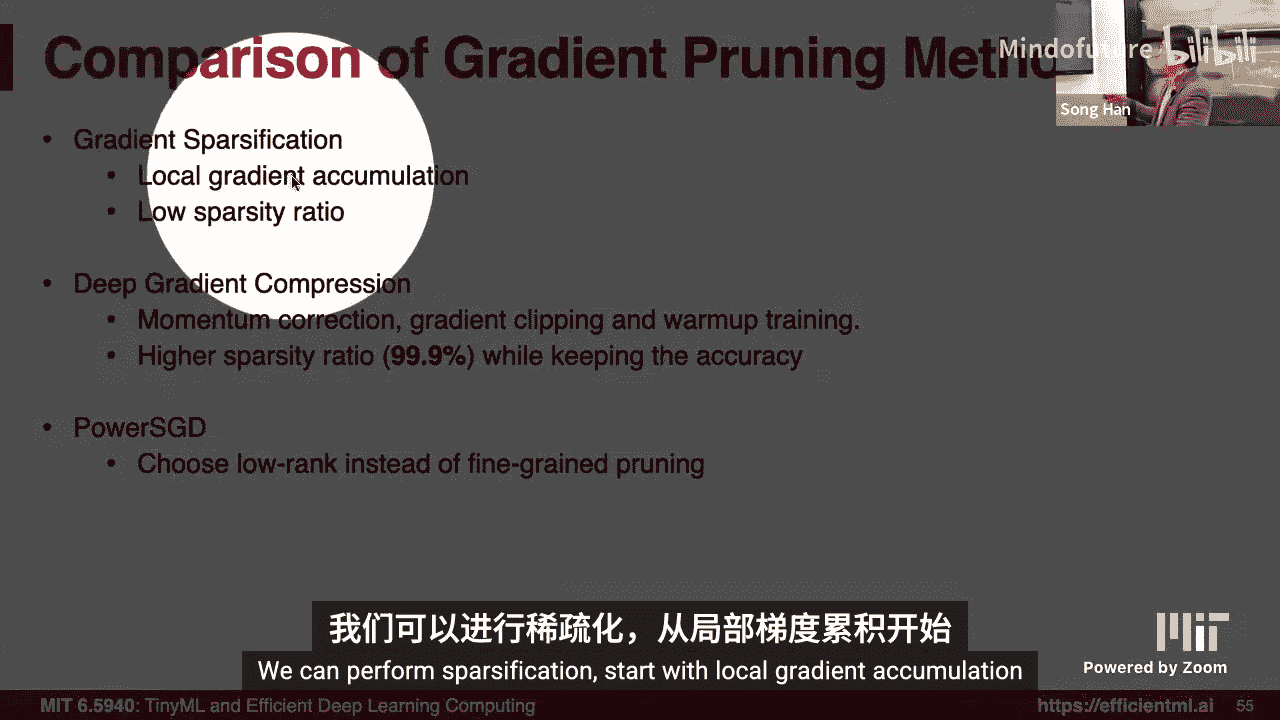 Comparison of Gradient Pruning Metho
Mindofuture bilibili
Song Han
• Gradient Sparsification
• Local gradient accumulation
• Low sparsity ratio
• Deep Gradient Compression
• Momentum correction, gradient clipping and warmup training.
• Higher sparsity ratio (99.9%) while keeping the accuracy
• PowerSGD
• Choose low-rank instead of fine-grained pruning
我们可以进行稀疏化，从局部梯度累积开始
We can perform sparsification, start with local gradient accumulation
MIT
Powered by Zoom
MIT 6.5940: TinyML and Efficient Deep Learning Computing
https://efficientml.ai
55